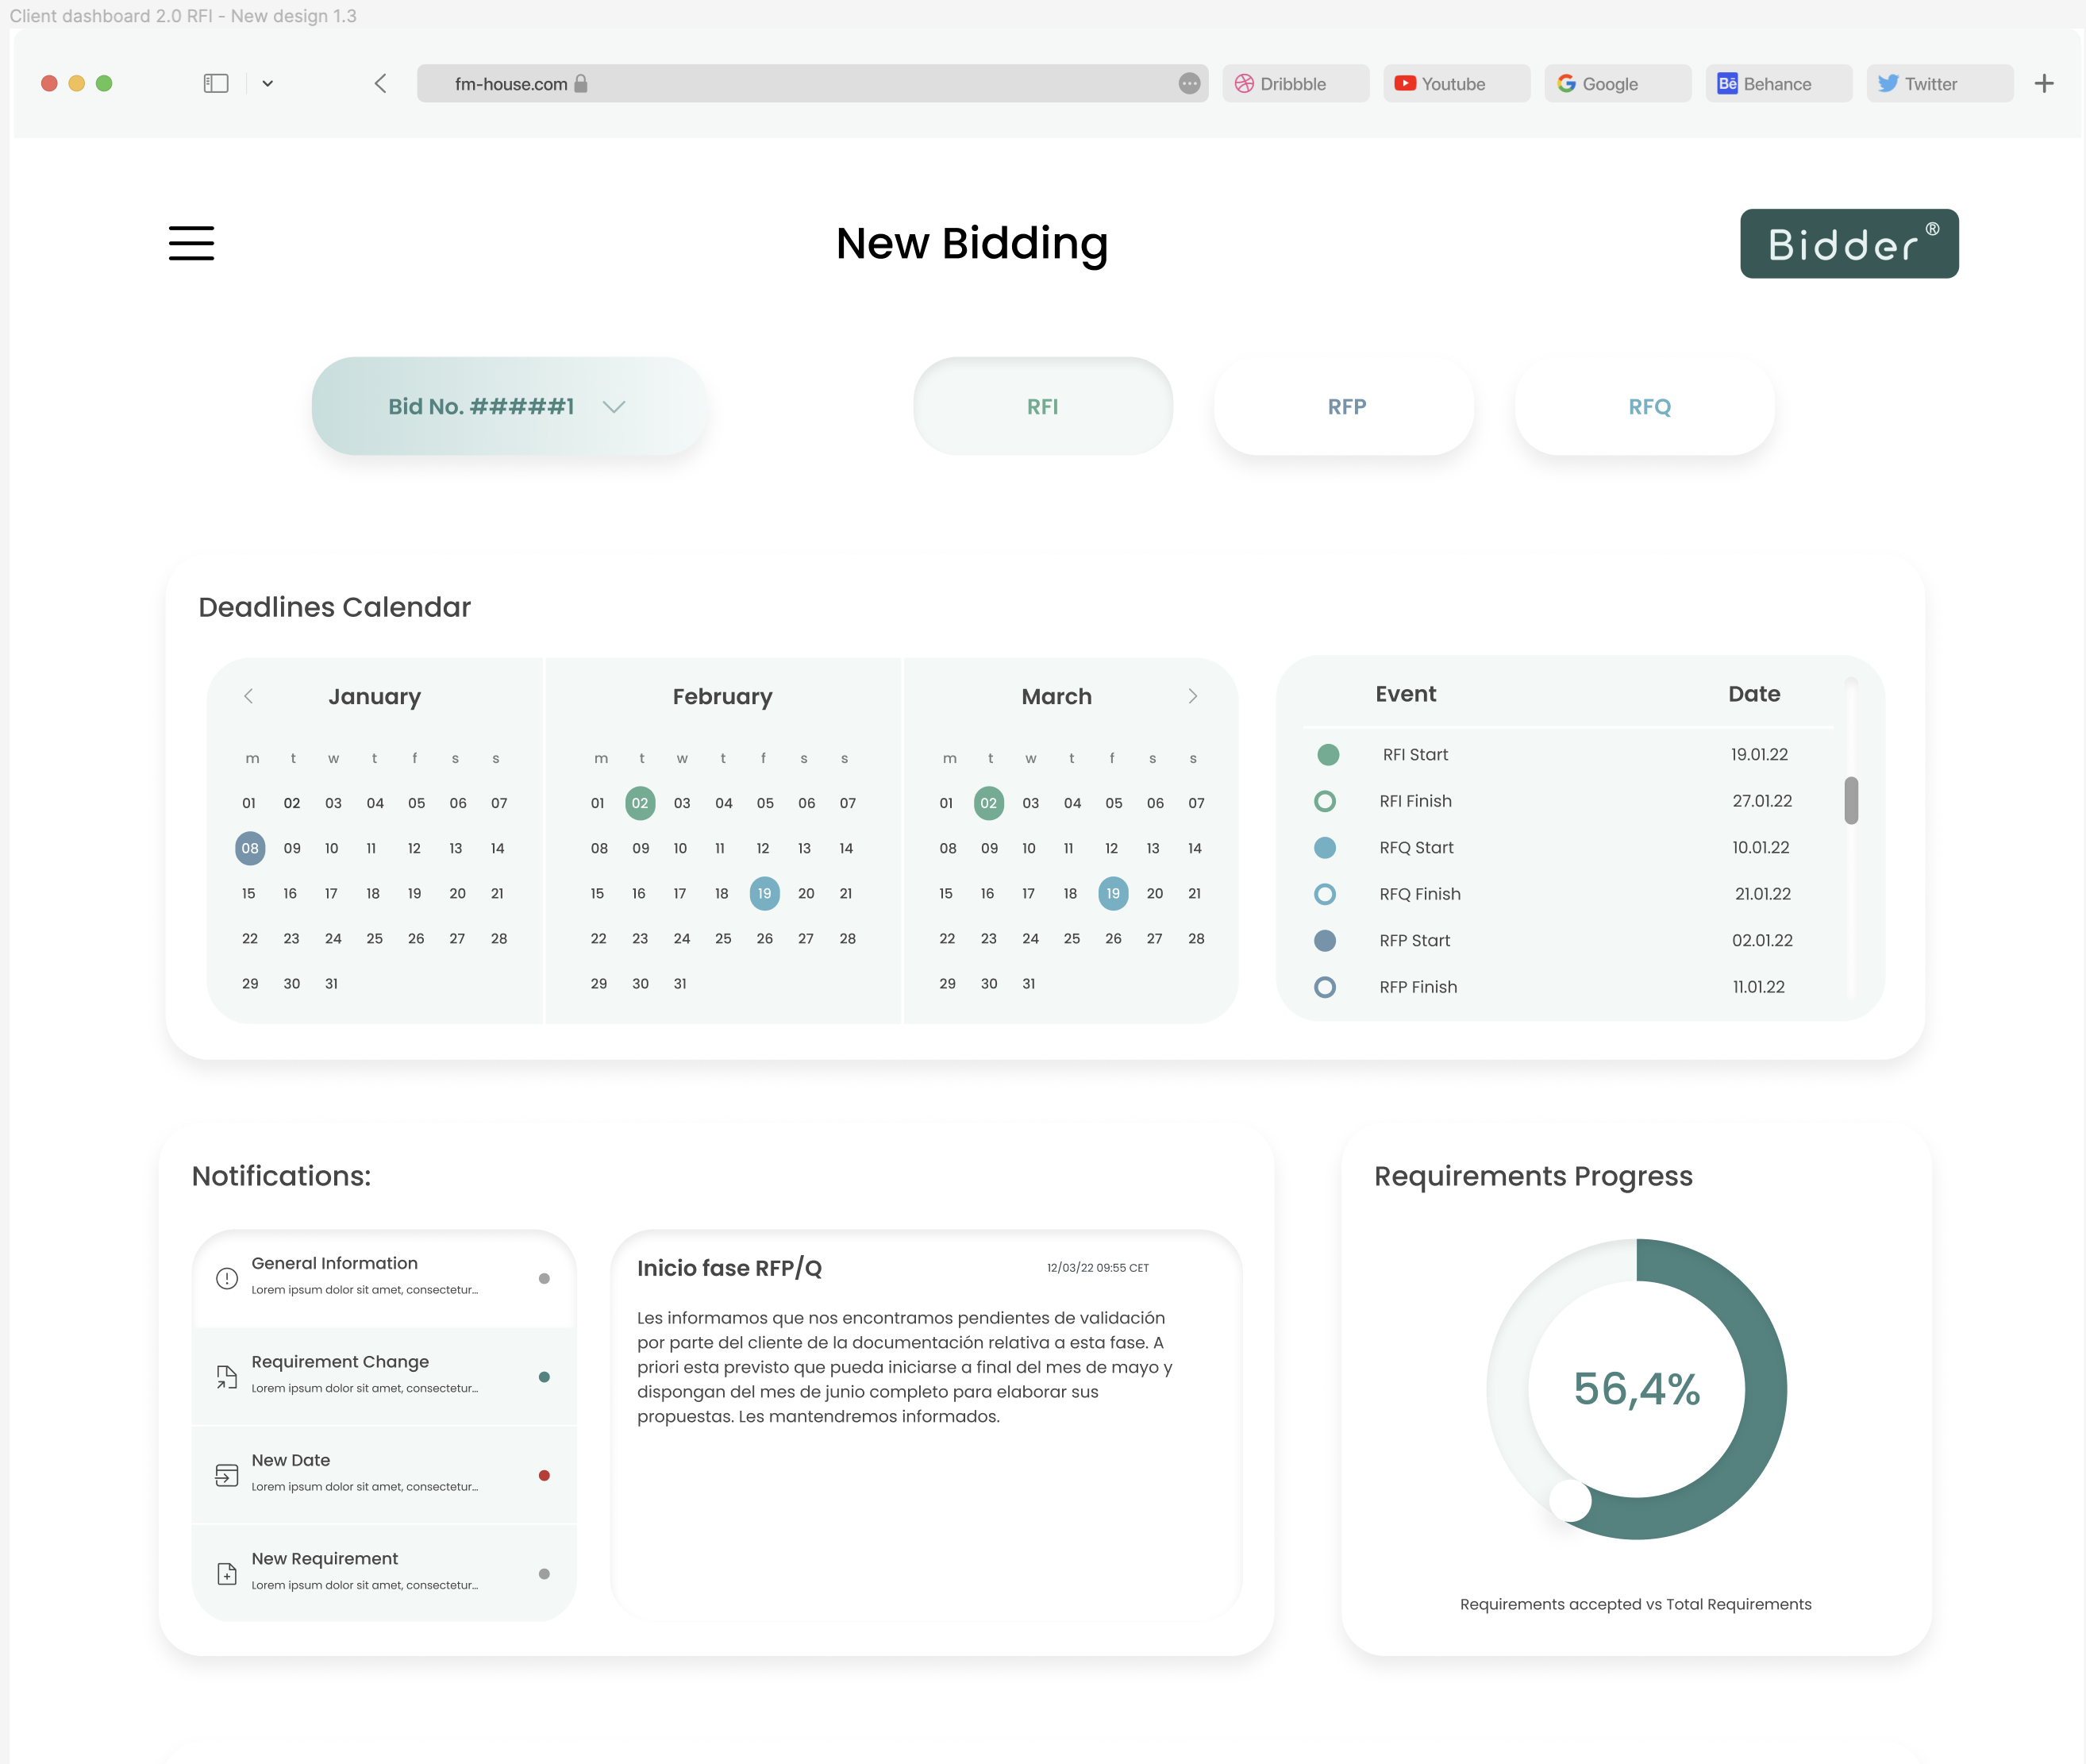 Client dashboard 2.0 RFI - New design 1.3
fm-house.com
Dribbble
Youtube
Bē Behance
Google
Twitter
New Bidding
Bidder®
Bid No. #####1
RFI
RFP
RFQ
Deadlines Calendar
January
m t w t f s s
01 02 03 04 05 06 07
08 09 10 11 12 13 14
15 16 17 18 19 20 21
22 23 24 25 26 27 28
29 30 31
February
m t w t f s s
01 02 03 04 05 06 07
08 09 10 11 12 13 14
15 16 17 18 19 20 21
22 23 24 25 26 27 28
29 30 31
March
m t w t f s s
01 02 03 04 05 06 07
08 09 10 11 12 13 14
15 16 17 18 19 20 21
22 23 24 25 26 27 28
29 30 31
Event Date
RFI Start 19.01.22
RFI Finish 27.01.22
RFQ Start 10.01.22
RFQ Finish 21.01.22
RFP Start 02.01.22
RFP Finish 11.01.22
Notifications:
General Information
Lorem ipsum dolor sit amet, consectetur...
Requirement Change
Lorem ipsum dolor sit amet, consectetur...
New Date
Lorem ipsum dolor sit amet, consectetur...
New Requirement
Lorem ipsum dolor sit amet, consectetur...
Inicio fase RFP/Q
12/03/22 09:55 CET
Les informamos que nos encontramos pendientes de validación
por parte del cliente de la documentación relativa a esta fase. A
priori esta previsto que pueda iniciarse a final del mes de mayo y
dispongan del mes de junio completo para elaborar sus
propuestas. Les mantendremos informados.
Requirements Progress
56,4%
Requirements accepted vs Total Requirements